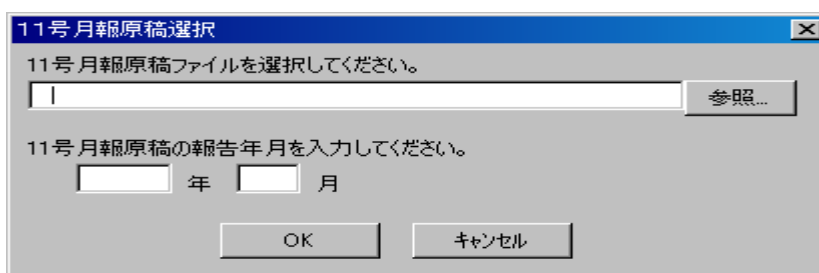 11号月報原稿選択
11号月報原稿ファイルを選択してください。
参照...
11号月報原稿の報告年月を入力してください。
年 月
OK キャンセル